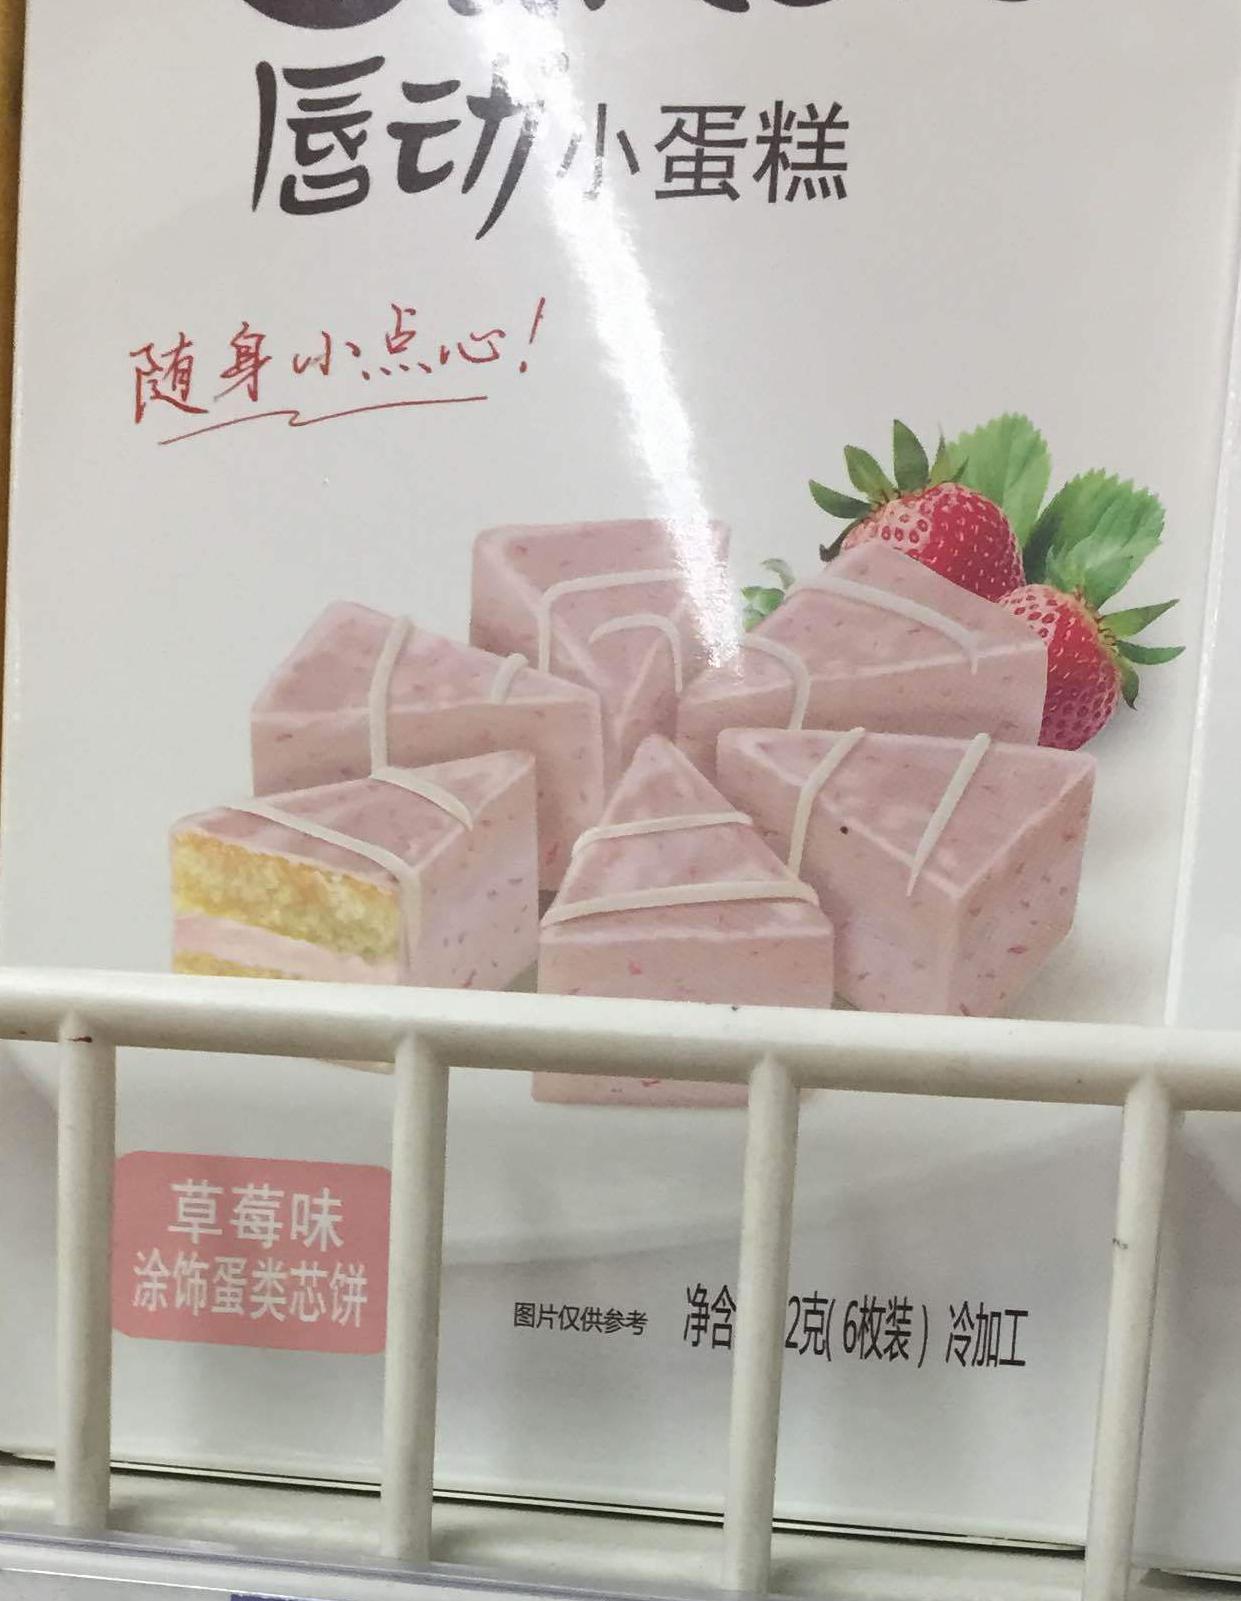 唇动小蛋糕
随身小点心!
草莓味
涂饰蛋类芯饼
图片仅供参考 净含 2克(6枚装) 冷加工